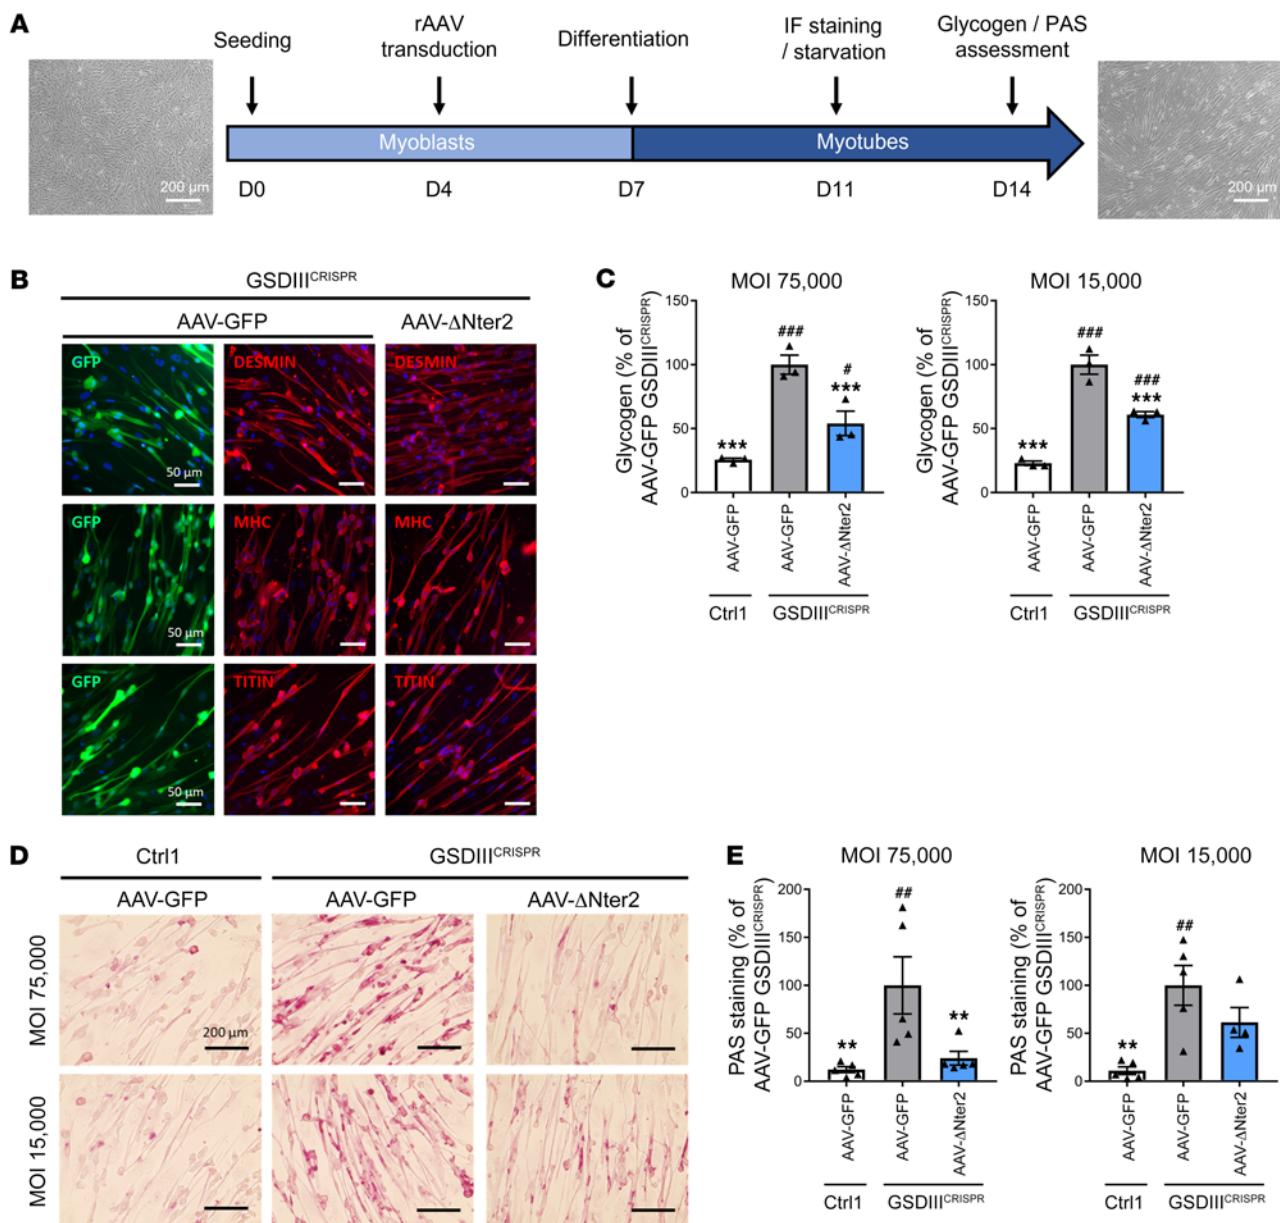 A
Seeding
rAAV
transduction
Differentiation
IF staining
/ starvation
Glycogen / PAS
assessment
200 µm
Myoblasts
Myotubes
200 µm
D0
D4
D7
D11
D14
B
GSDIII^CRISPR
AAV-GFP
AAV-ΔNter2
GFP
DESMIN
DESMIN
50 µm
GFP
MHC
MHC
50 µm
GFP
TITIN
TITIN
50 µm
C
MOI 75,000
Glycogen (% of
AAV-GFP GSDIII^CRISPR)
150
100
50
0
***
###
#
***
AAV-GFP
AAV-GFP
AAV-ΔNter2
Ctrl1
GSDIII^CRISPR
MOI 15,000
Glycogen (% of
AAV-GFP GSDIII^CRISPR)
150
100
50
0
***
###
###
***
AAV-GFP
AAV-GFP
AAV-ΔNter2
Ctrl1
GSDIII^CRISPR
D
Ctrl1
GSDIII^CRISPR
AAV-GFP
AAV-GFP
AAV-ΔNter2
MOI 75,000
200 µm
MOI 15,000
E
MOI 75,000
PAS staining (% of
AAV-GFP GSDIII^CRISPR)
200
150
100
50
0
**
##
**
AAV-GFP
AAV-GFP
AAV-ΔNter2
Ctrl1
GSDIII^CRISPR
MOI 15,000
PAS staining (% of
AAV-GFP GSDIII^CRISPR)
200
150
100
50
0
**
##
AAV-GFP
AAV-GFP
AAV-ΔNter2
Ctrl1
GSDIII^CRISPR